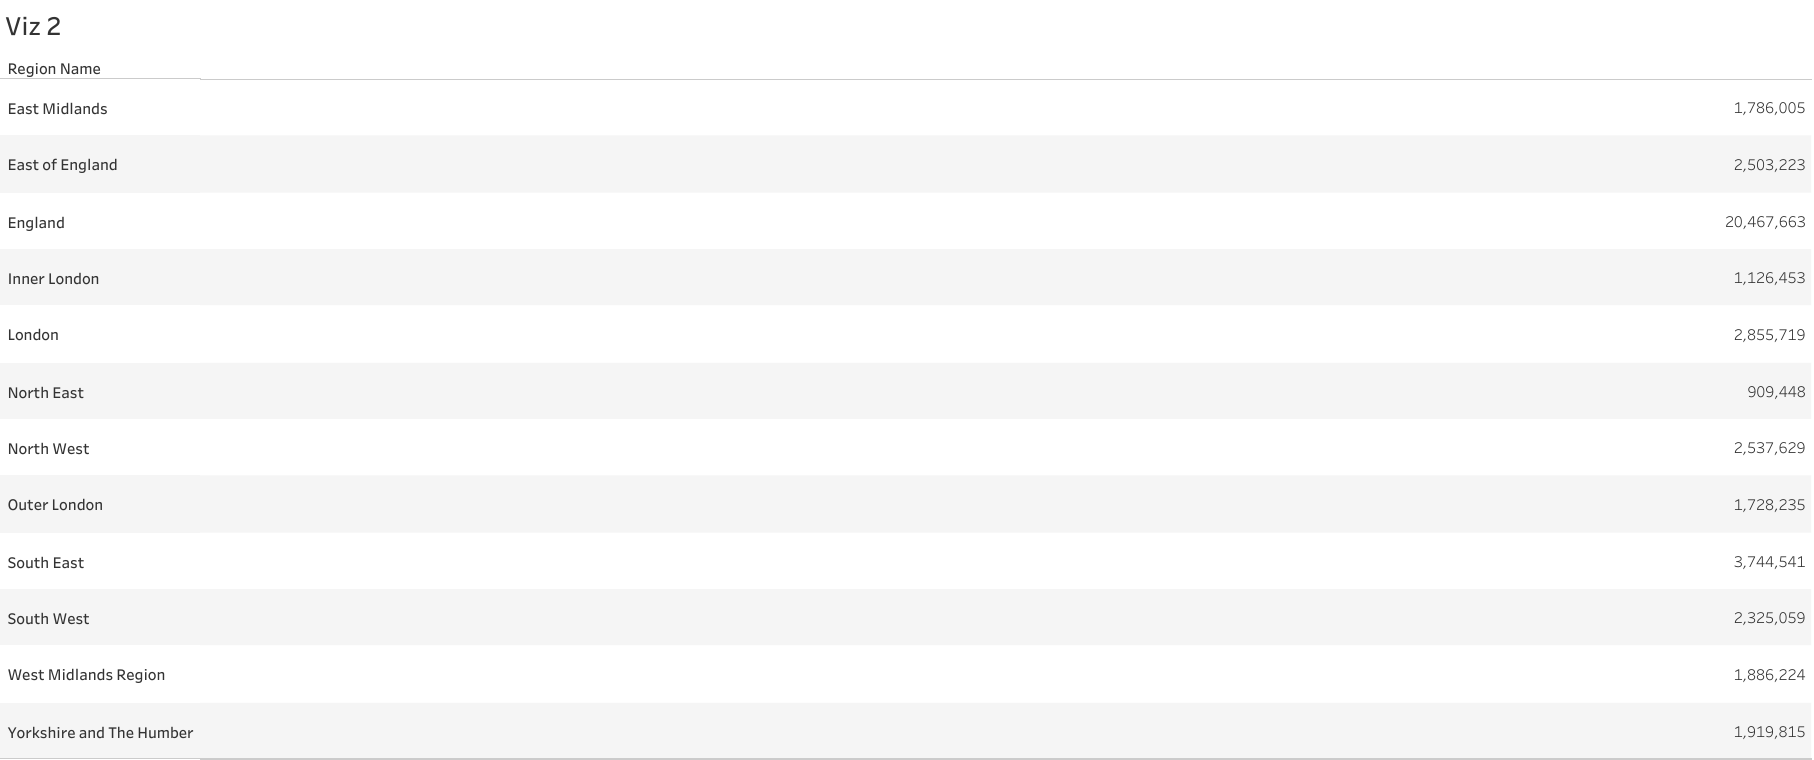 Viz 2
Region Name
East Midlands 1,786,005
East of England 2,503,223
England 20,467,663
Inner London 1,126,453
London 2,855,719
North East 909,448
North West 2,537,629
Outer London 1,728,235
South East 3,744,541
South West 2,325,059
West Midlands Region 1,886,224
Yorkshire and The Humber 1,919,815